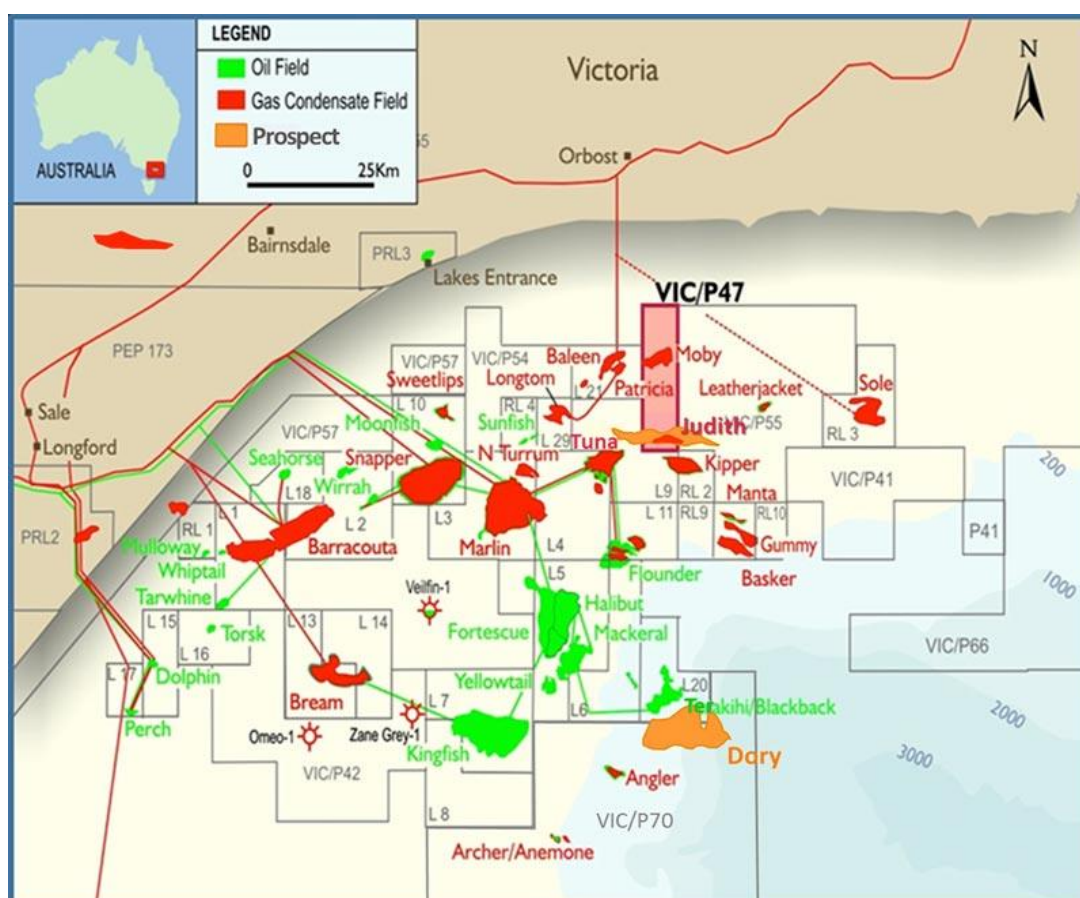 LEGEND
Oil Field
Gas Condensate Field
Prospect
0 25Km
AUSTRALIA
Victoria
N
55
Orbost
Bairnsdale
PRL3
Lakes Entrance
VIC/P47
PEP 173
VIC/P57
VIC/P54
Baleen
Moby
Sweetlips
Longtom
L 21
Patricia
Leatherjacket
Sole
Sale
L 10
RL 4
Moonfish
Sunfish
VIC/P55
Judith
RL 3
Longford
VIC/P57
L 29
Tuna
Snapper
N Turrum
Kipper
Seahorse
Wirrah
VIC/P41
200
L18
L9
RL 2
Manta
L 1
L 2
L3
L 11
RL9
RL10
P41
PRL2
RL 1
Mulloway
Barracouta
Marlin
L4
Gummy
Whiptail
Flounder
Basker
L5
1000
Tarwhine
Veilfin-1
Halibut
L 15
L 13
L 14
Fortescue
Mackeral
Torsk
VIC/P66
L 16
L 17
Dolphin
Yellowtail
L20
Bream
L 7
L6
Terakihi/Blackback
2000
Perch
Omeo-1
Zane Grey-1
Kingfish
Dory
3000
VIC/P42
Angler
L 8
VIC/P70
Archer/Anemone